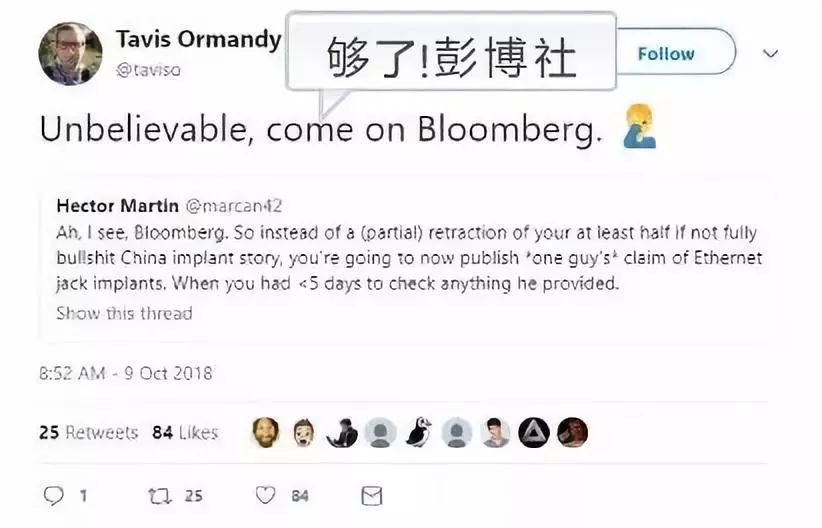 Tavis Ormandy
@taviso
够了!彭博社
Follow
Unbelievable, come on Bloomberg. 🤦‍♂️
Hector Martin @marcan42
Ah, I see, Bloomberg. So instead of a (partial) retraction of your at least half if not fully
bullshit China implant story, you're going to now publish *one guy's* claim of Ethernet
jack implants. When you had <5 days to check anything he provided.
Show this thread
8:52 AM - 9 Oct 2018
25 Retweets 84 Likes
1 25 84